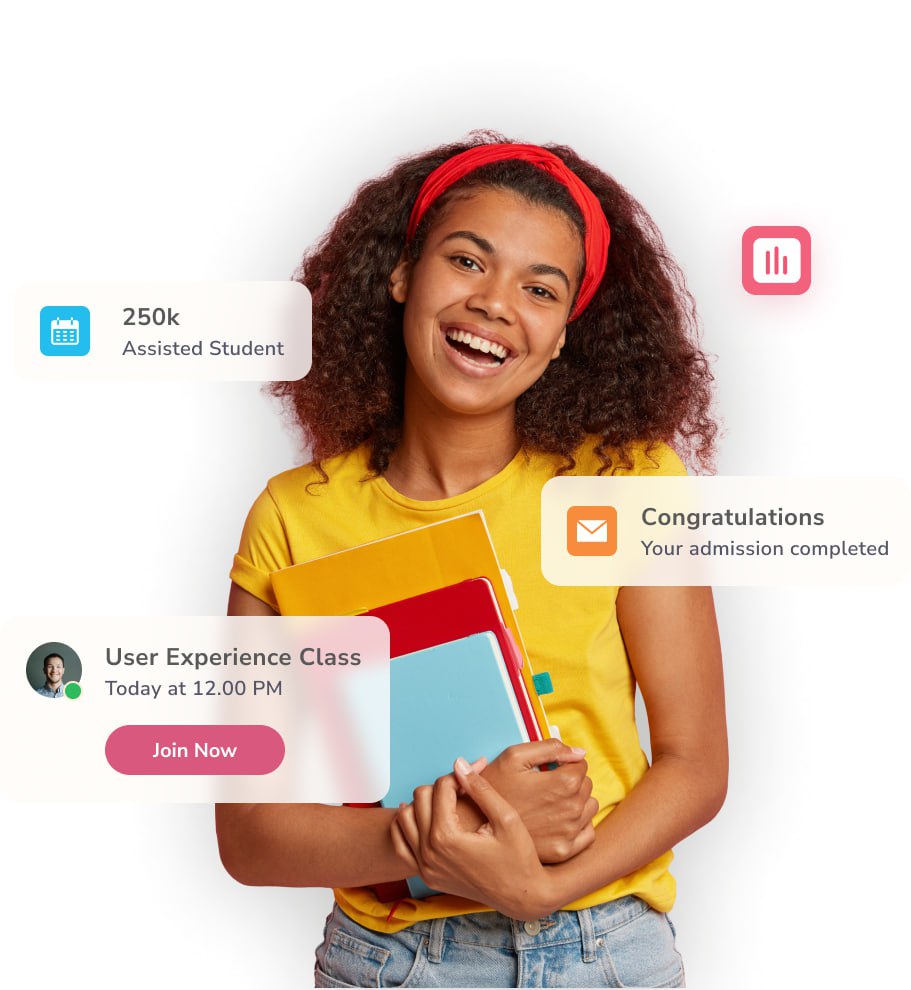 250k
Assisted Student
Congratulations
Your admission completed
User Experience Class
Today at 12.00 PM
Join Now